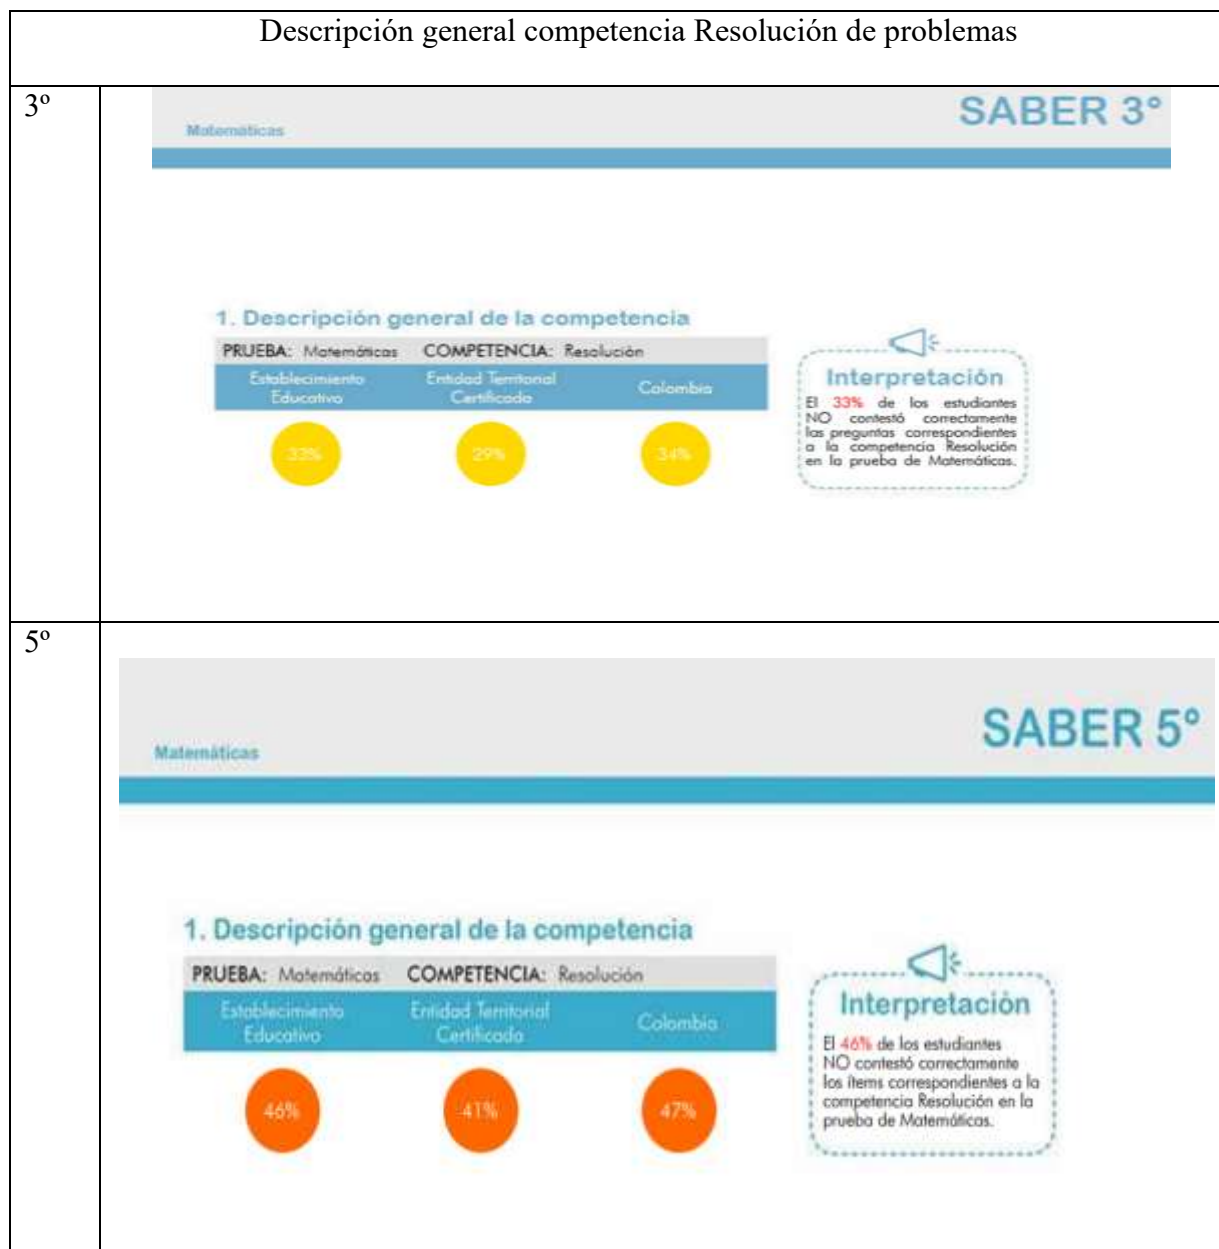 Descripción general competencia Resolución de problemas
3º
SABER 3°
Matemáticas
1. Descripción general de la competencia
PRUEBA: Matemáticas COMPETENCIA: Resolución
Establecimiento Educativo
Entidad Territorial Certificada
Colombia
33%
29%
34%
Interpretación
El 33% de los estudiantes
NO contestó correctamente
las preguntas correspondientes
a la competencia Resolución
en la prueba de Matemáticas.
5º
SABER 5°
Matemáticas
1. Descripción general de la competencia
PRUEBA: Matemáticas COMPETENCIA: Resolución
Establecimiento Educativo
Entidad Territorial Certificada
Colombia
46%
41%
47%
Interpretación
El 46% de los estudiantes
NO contestó correctamente
los ítems correspondientes a la
competencia Resolución en la
prueba de Matemáticas.